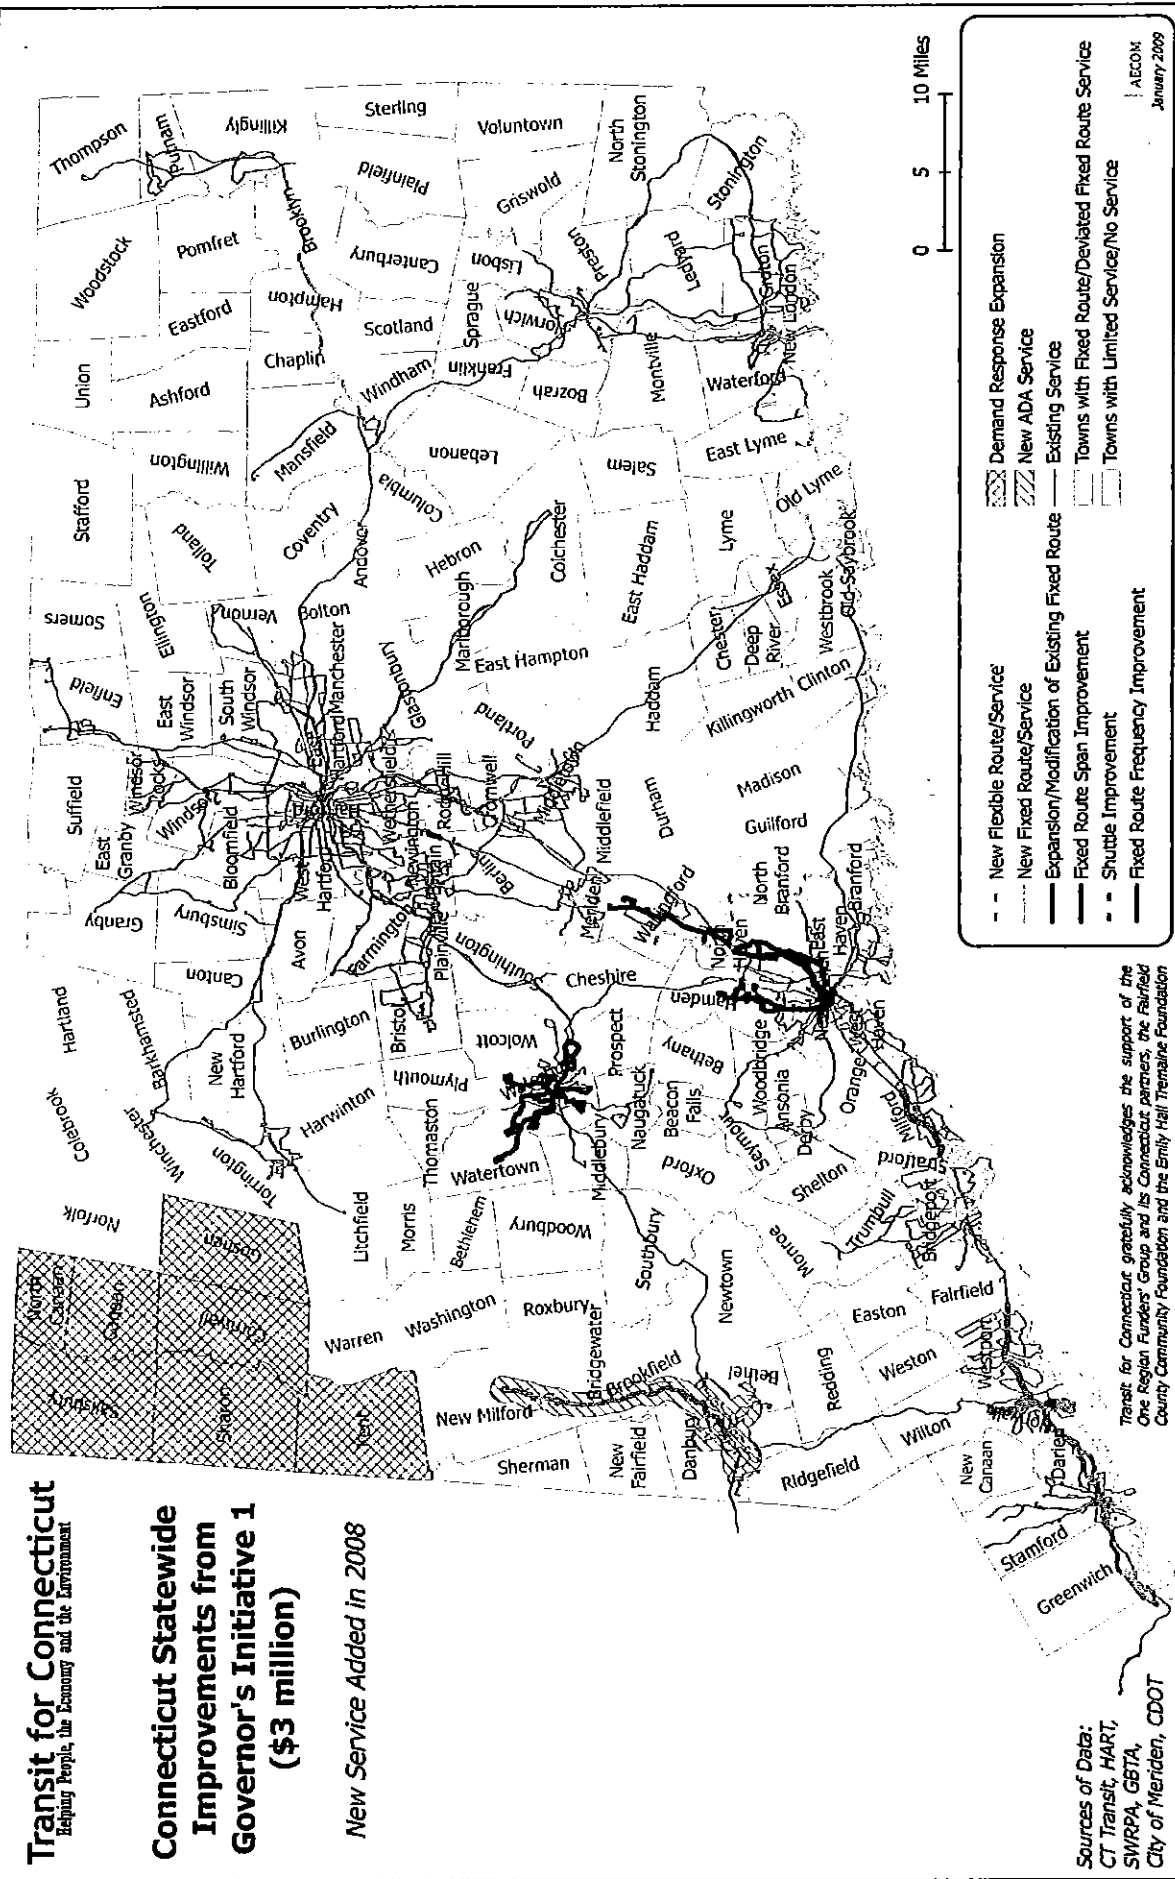 Transit for Connecticut
Helping People, the Economy and the Environment
Connecticut Statewide
Improvements from
Governor's Initiative 1
($3 million)
New Service Added in 2008
Salisbury
North
Canaan
Canaan
Norfolk
Colebrook
Hartland
Granby
East
Granby
Suffield
Enfield
Somers
Stafford
Union
Woodstock
Thompson
Sharon
Cornwall
Goshen
Torrington
Winchester
Barkhamsted
Canton
Simsbury
Bloomfield
Windsor
Windsor
Locks
East
Windsor
South
Windsor
Ellington
Vernon
Tolland
Willington
Ashford
Eastford
Pomfret
Putnam
Killingly
Kent
Warren
Litchfield
Harwinton
New
Hartford
Burlington
Avon
West
Hartford
Hartford
East
Hartford
Manchester
Bolton
Coventry
Mansfield
Chaplin
Hampton
Brooklyn
Sterling
Washington
Morris
Bethlehem
Thomaston
Plymouth
Bristol
Farmington
Plainville
Newington
Wethersfield
Rocky Hill
Glastonbury
Andover
Columbia
Hebron
Windham
Scotland
Canterbury
Plainfield
Sherman
New Milford
Bridgewater
Roxbury
Woodbury
Watertown
Wolcott
Southington
Berlin
Cromwell
Portland
Marlborough
East Hampton
Colchester
Lebanon
Franklin
Sprague
Lisbon
Griswold
Voluntown
New
Fairfield
Brookfield
Danbury
Bethel
Newtown
Southbury
Middlebury
Naugatuck
Prospect
Cheshire
Meriden
Middlefield
Middletown
Durham
Haddam
East Haddam
Salem
Bozrah
Norwich
Preston
North
Stonington
Ridgefield
Redding
Monroe
Oxford
Beacon
Falls
Bethany
Hamden
Wallingford
North
Haven
North
Branford
Guilford
Madison
Killingworth
Clinton
Chester
Deep
River
Essex
Westbrook
Old Saybrook
Lyme
Old Lyme
East Lyme
Montville
Waterford
New London
Ledyard
Groton
Stonington
Seymour
Woodbridge
Ansonia
Derby
Orange
West
Haven
East
Haven
Branford
Shelton
Milford
Stratford
Trumbull
Bridgeport
Easton
Fairfield
Weston
Westport
Wilton
Norwalk
New
Canaan
Darien
Stamford
Greenwich
0 5 10 Miles
New Flexible Route/Service
New Fixed Route/Service
Expansion/Modification of Existing Fixed Route
Fixed Route Span Improvement
Shuttle Improvement
Fixed Route Frequency Improvement
Demand Response Expansion
New ADA Service
Existing Service
Towns with Fixed Route/Deviated Fixed Route Service
Towns with Limited Service/No Service
AECOM
January 2009
Sources of Data:
CT Transit, HART,
SWRPA, GBTA,
City of Meriden, CDOT
Transit for Connecticut gratefully acknowledges the support of the
One Region Funders' Group and its Connecticut partners, the Fairfield
County Community Foundation and the Emily Hall Tremaine Foundation